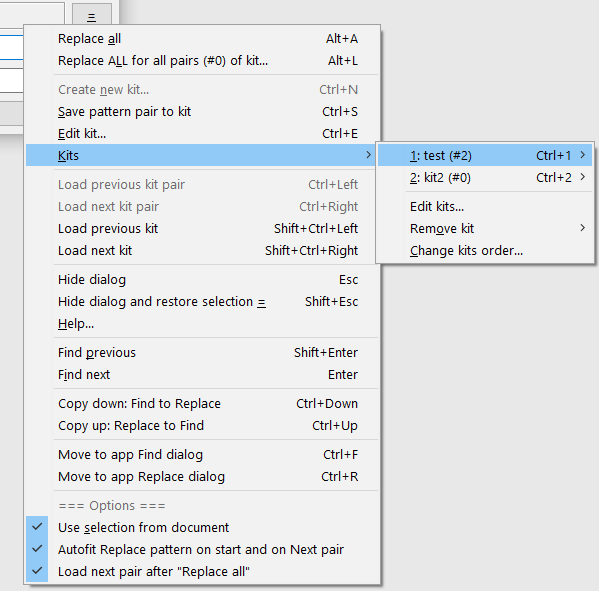 =
Replace all Alt+A
Replace ALL for all pairs (#0) of kit... Alt+L
Create new kit... Ctrl+N
Save pattern pair to kit Ctrl+S
Edit kit... Ctrl+E
Kits
1: test (#2) Ctrl+1
2: kit2 (#0) Ctrl+2
Edit kits...
Remove kit
Change kits order...
Load previous kit pair Ctrl+Left
Load next kit pair Ctrl+Right
Load previous kit Shift+Ctrl+Left
Load next kit Shift+Ctrl+Right
Hide dialog Esc
Hide dialog and restore selection = Shift+Esc
Help...
Find previous Shift+Enter
Find next Enter
Copy down: Find to Replace Ctrl+Down
Copy up: Replace to Find Ctrl+Up
Move to app Find dialog Ctrl+F
Move to app Replace dialog Ctrl+R
=== Options ===
Use selection from document
Autofit Replace pattern on start and on Next pair
Load next pair after "Replace all"